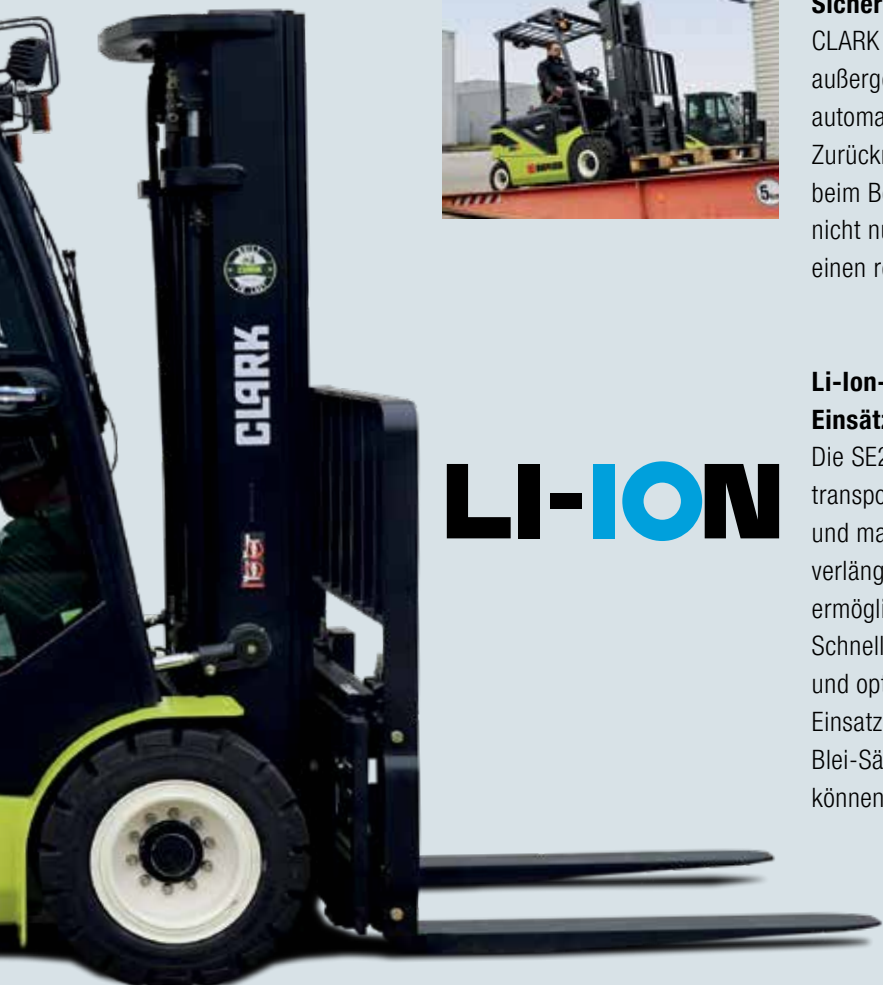 CLARK
CLARK
LI-ION
Sicher
CLARK
außerge
automa
Zurückr
beim B
nicht nu
einen re
Li-Ion-
Einsätz
Die SE2
transpo
und ma
verläng
ermögli
Schnell
und opt
Einsatz
Blei-Sä
können